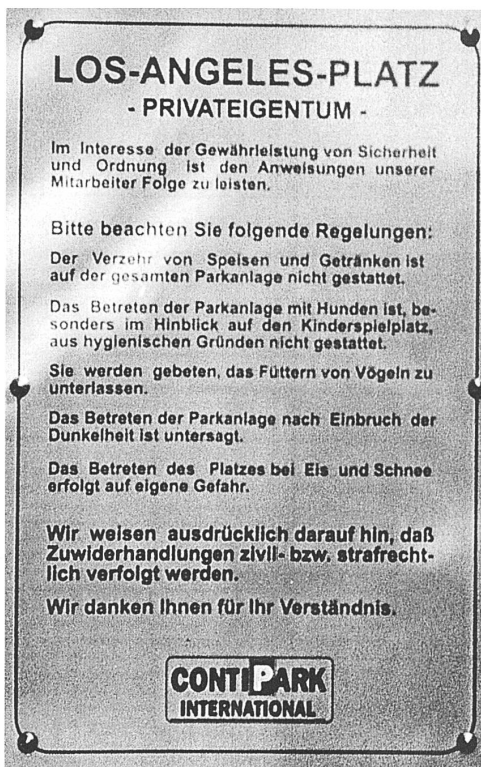 LOS-ANGELES-PLATZ
- PRIVATEIGENTUM -
Im Interesse der Gewährleistung von Sicherheit
und Ordnung ist den Anweisungen unserer
Mitarbeiter Folge zu leisten.
Bitte beachten Sie folgende Regelungen:
Der Verzehr von Speisen und Getränken ist
auf der gesamten Parkanlage nicht gestattet.
Das Betreten der Parkanlage mit Hunden ist, be-
sonders im Hinblick auf den Kinderspielplatz,
aus hygienischen Gründen nicht gestattet.
Sie werden gebeten, das Füttern von Vögeln zu
unterlassen.
Das Betreten der Parkanlage nach Einbruch der
Dunkelheit ist untersagt.
Das Betreten des Platzes bei Eis und Schnee
erfolgt auf eigene Gefahr.
Wir weisen ausdrücklich darauf hin, daß
Zuwiderhandlungen zivil- bzw. strafrecht-
lich verfolgt werden.
Wir danken Ihnen für Ihr Verständnis.
CONTIPARK
INTERNATIONAL